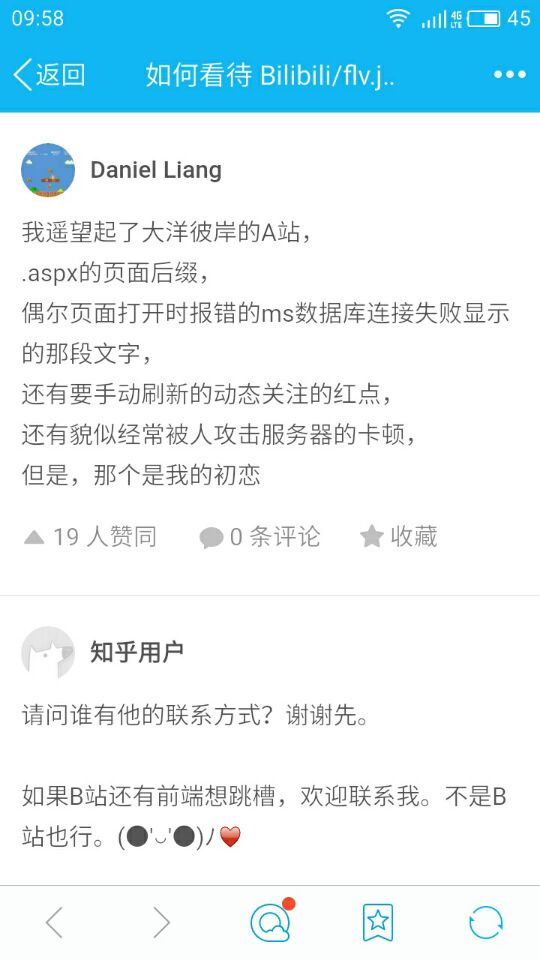 09:58
4G
LTE
45
返回
如何看待 Bilibili/flv.j..
Daniel Liang
我遥望起了大洋彼岸的A站，
.aspx的页面后缀，
偶尔页面打开时报错的ms数据库连接失败显示
的那段文字，
还有要手动刷新的动态关注的红点，
还有貌似经常被人攻击服务器的卡顿，
但是，那个是我的初恋
19 人赞同
0 条评论
收藏
知乎用户
请问谁有他的联系方式？谢谢先。
如果B站还有前端想跳槽，欢迎联系我。不是B
站也行。(●'◡'●)ﾉ♥